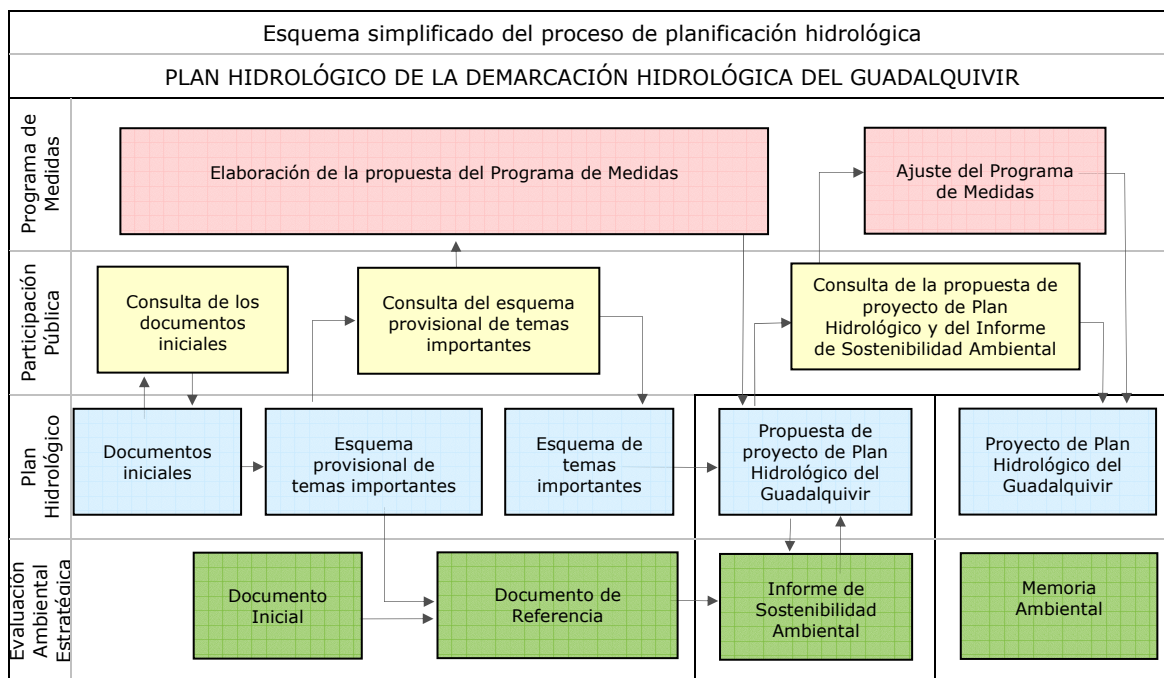 Esquema simplificado del proceso de planificación hidrológica
PLAN HIDROLÓGICO DE LA DEMARCACIÓN HIDROLÓGICA DEL GUADALQUIVIR
Programa de
Medidas
Elaboración de la propuesta del Programa de Medidas
Ajuste del Programa
de Medidas
Participación
Pública
Consulta de los
documentos
iniciales
Consulta del esquema
provisional de temas
importantes
Consulta de la propuesta de
proyecto de Plan
Hidrológico y del Informe
de Sostenibilidad Ambiental
Plan
Hidrológico
Documentos
iniciales
Esquema
provisional de
temas importantes
Esquema de
temas
importantes
Propuesta de
proyecto de Plan
Hidrológico del
Guadalquivir
Proyecto de Plan
Hidrológico del
Guadalquivir
Evaluación
Ambiental
Estratégica
Documento
Inicial
Documento de
Referencia
Informe de
Sostenibilidad
Ambiental
Memoria
Ambiental